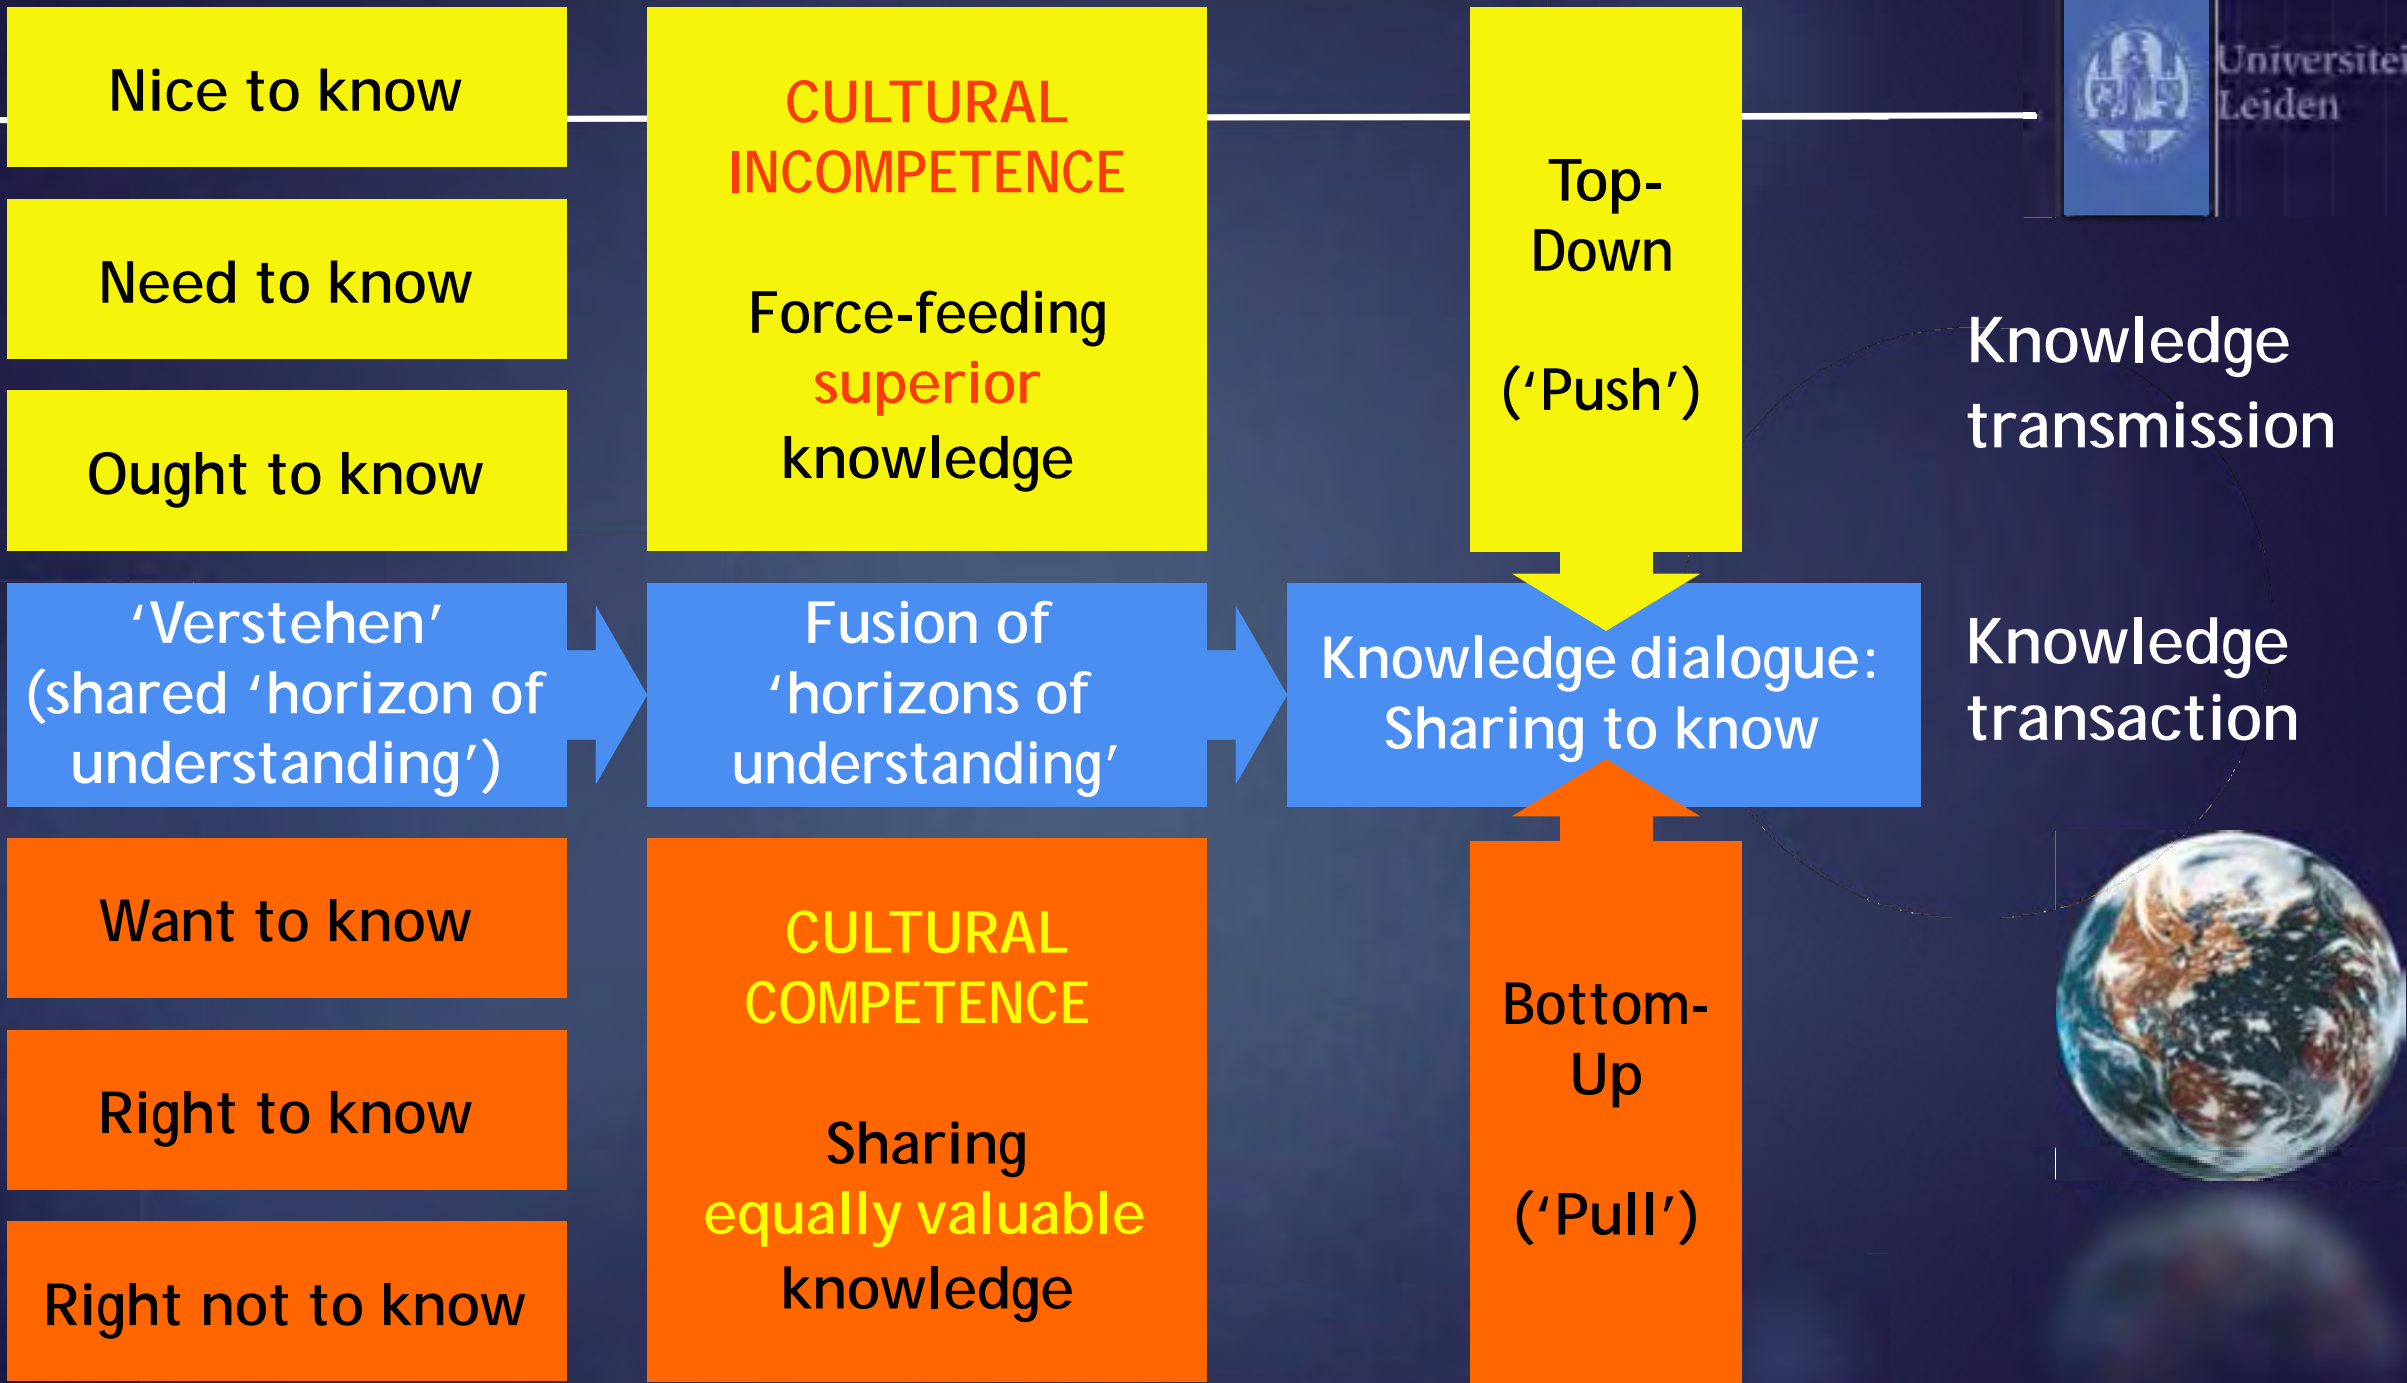 Nice to know
Need to know
Ought to know
‘Verstehen’
(shared ‘horizon of
understanding’)
Want to know
Right to know
Right not to know
CULTURAL
INCOMPETENCE
Force-feeding
superior
knowledge
Fusion of
‘horizons of
understanding’
CULTURAL
COMPETENCE
Sharing
equally valuable
knowledge
Top-
Down
(‘Push’)
Knowledge dialogue:
Sharing to know
Bottom-
Up
(‘Pull’)
Universitei
Leiden
Knowledge
transmission
Knowledge
transaction